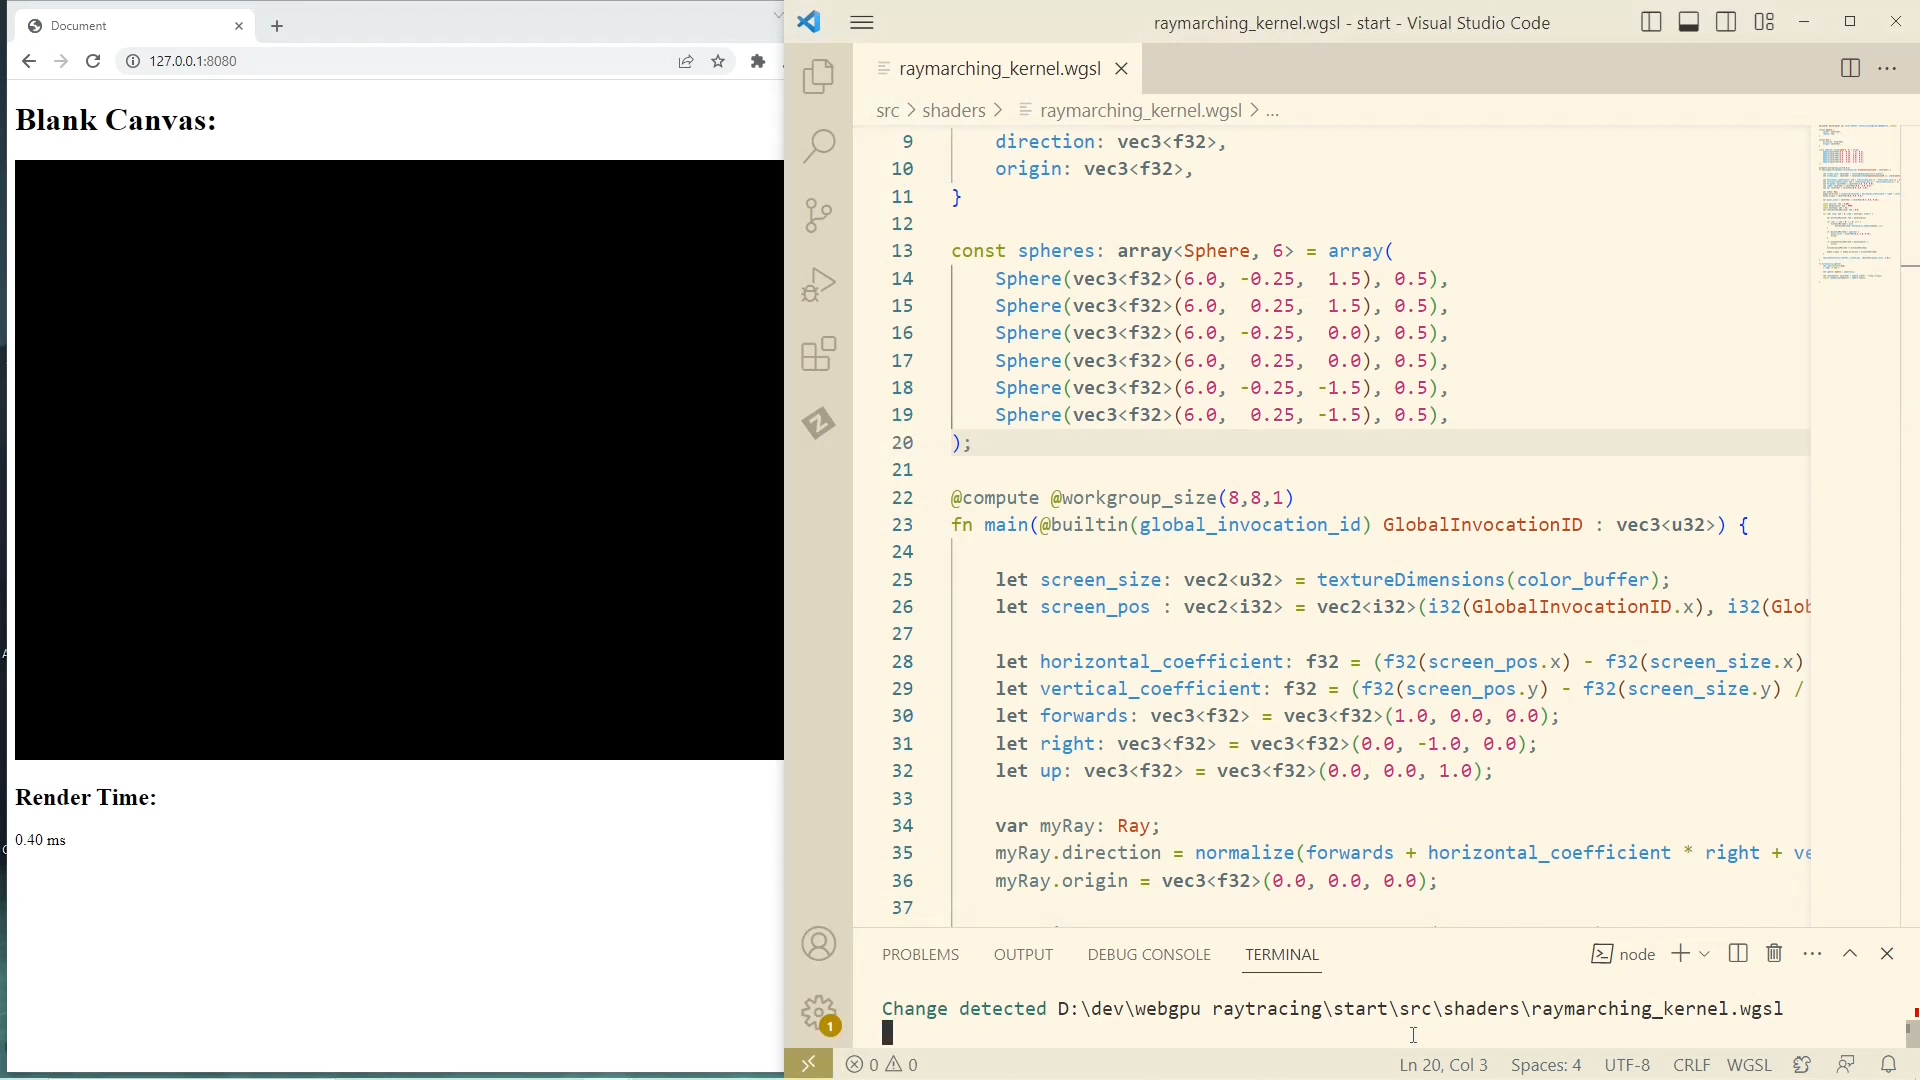 Document
127.0.0.1:8080
Blank Canvas:
Render Time:
0.40 ms
raymarching_kernel.wgsl - start - Visual Studio Code
raymarching_kernel.wgsl
src > shaders > raymarching_kernel.wgsl > ...
9 direction: vec3<f32>,
10 origin: vec3<f32>,
11 }
12
13 const spheres: array<Sphere, 6> = array(
14 Sphere(vec3<f32>(6.0, -0.25, 1.5), 0.5),
15 Sphere(vec3<f32>(6.0, 0.25, 1.5), 0.5),
16 Sphere(vec3<f32>(6.0, -0.25, 0.0), 0.5),
17 Sphere(vec3<f32>(6.0, 0.25, 0.0), 0.5),
18 Sphere(vec3<f32>(6.0, -0.25, -1.5), 0.5),
19 Sphere(vec3<f32>(6.0, 0.25, -1.5), 0.5),
20 );
21
22 @compute @workgroup_size(8,8,1)
23 fn main(@builtin(global_invocation_id) GlobalInvocationID : vec3<u32>) {
24
25 let screen_size: vec2<u32> = textureDimensions(color_buffer);
26 let screen_pos : vec2<i32> = vec2<i32>(i32(GlobalInvocationID.x), i32(Glob
27
28 let horizontal_coefficient: f32 = (f32(screen_pos.x) - f32(screen_size.x)
29 let vertical_coefficient: f32 = (f32(screen_pos.y) - f32(screen_size.y) /
30 let forwards: vec3<f32> = vec3<f32>(1.0, 0.0, 0.0);
31 let right: vec3<f32> = vec3<f32>(0.0, -1.0, 0.0);
32 let up: vec3<f32> = vec3<f32>(0.0, 0.0, 1.0);
33
34 var myRay: Ray;
35 myRay.direction = normalize(forwards + horizontal_coefficient * right + ve
36 myRay.origin = vec3<f32>(0.0, 0.0, 0.0);
37
PROBLEMS OUTPUT DEBUG CONSOLE TERMINAL
node
Change detected D:\dev\webgpu raytracing\start\src\shaders\raymarching_kernel.wgsl
1
0 0
Ln 20, Col 3 Spaces: 4 UTF-8 CRLF WGSL